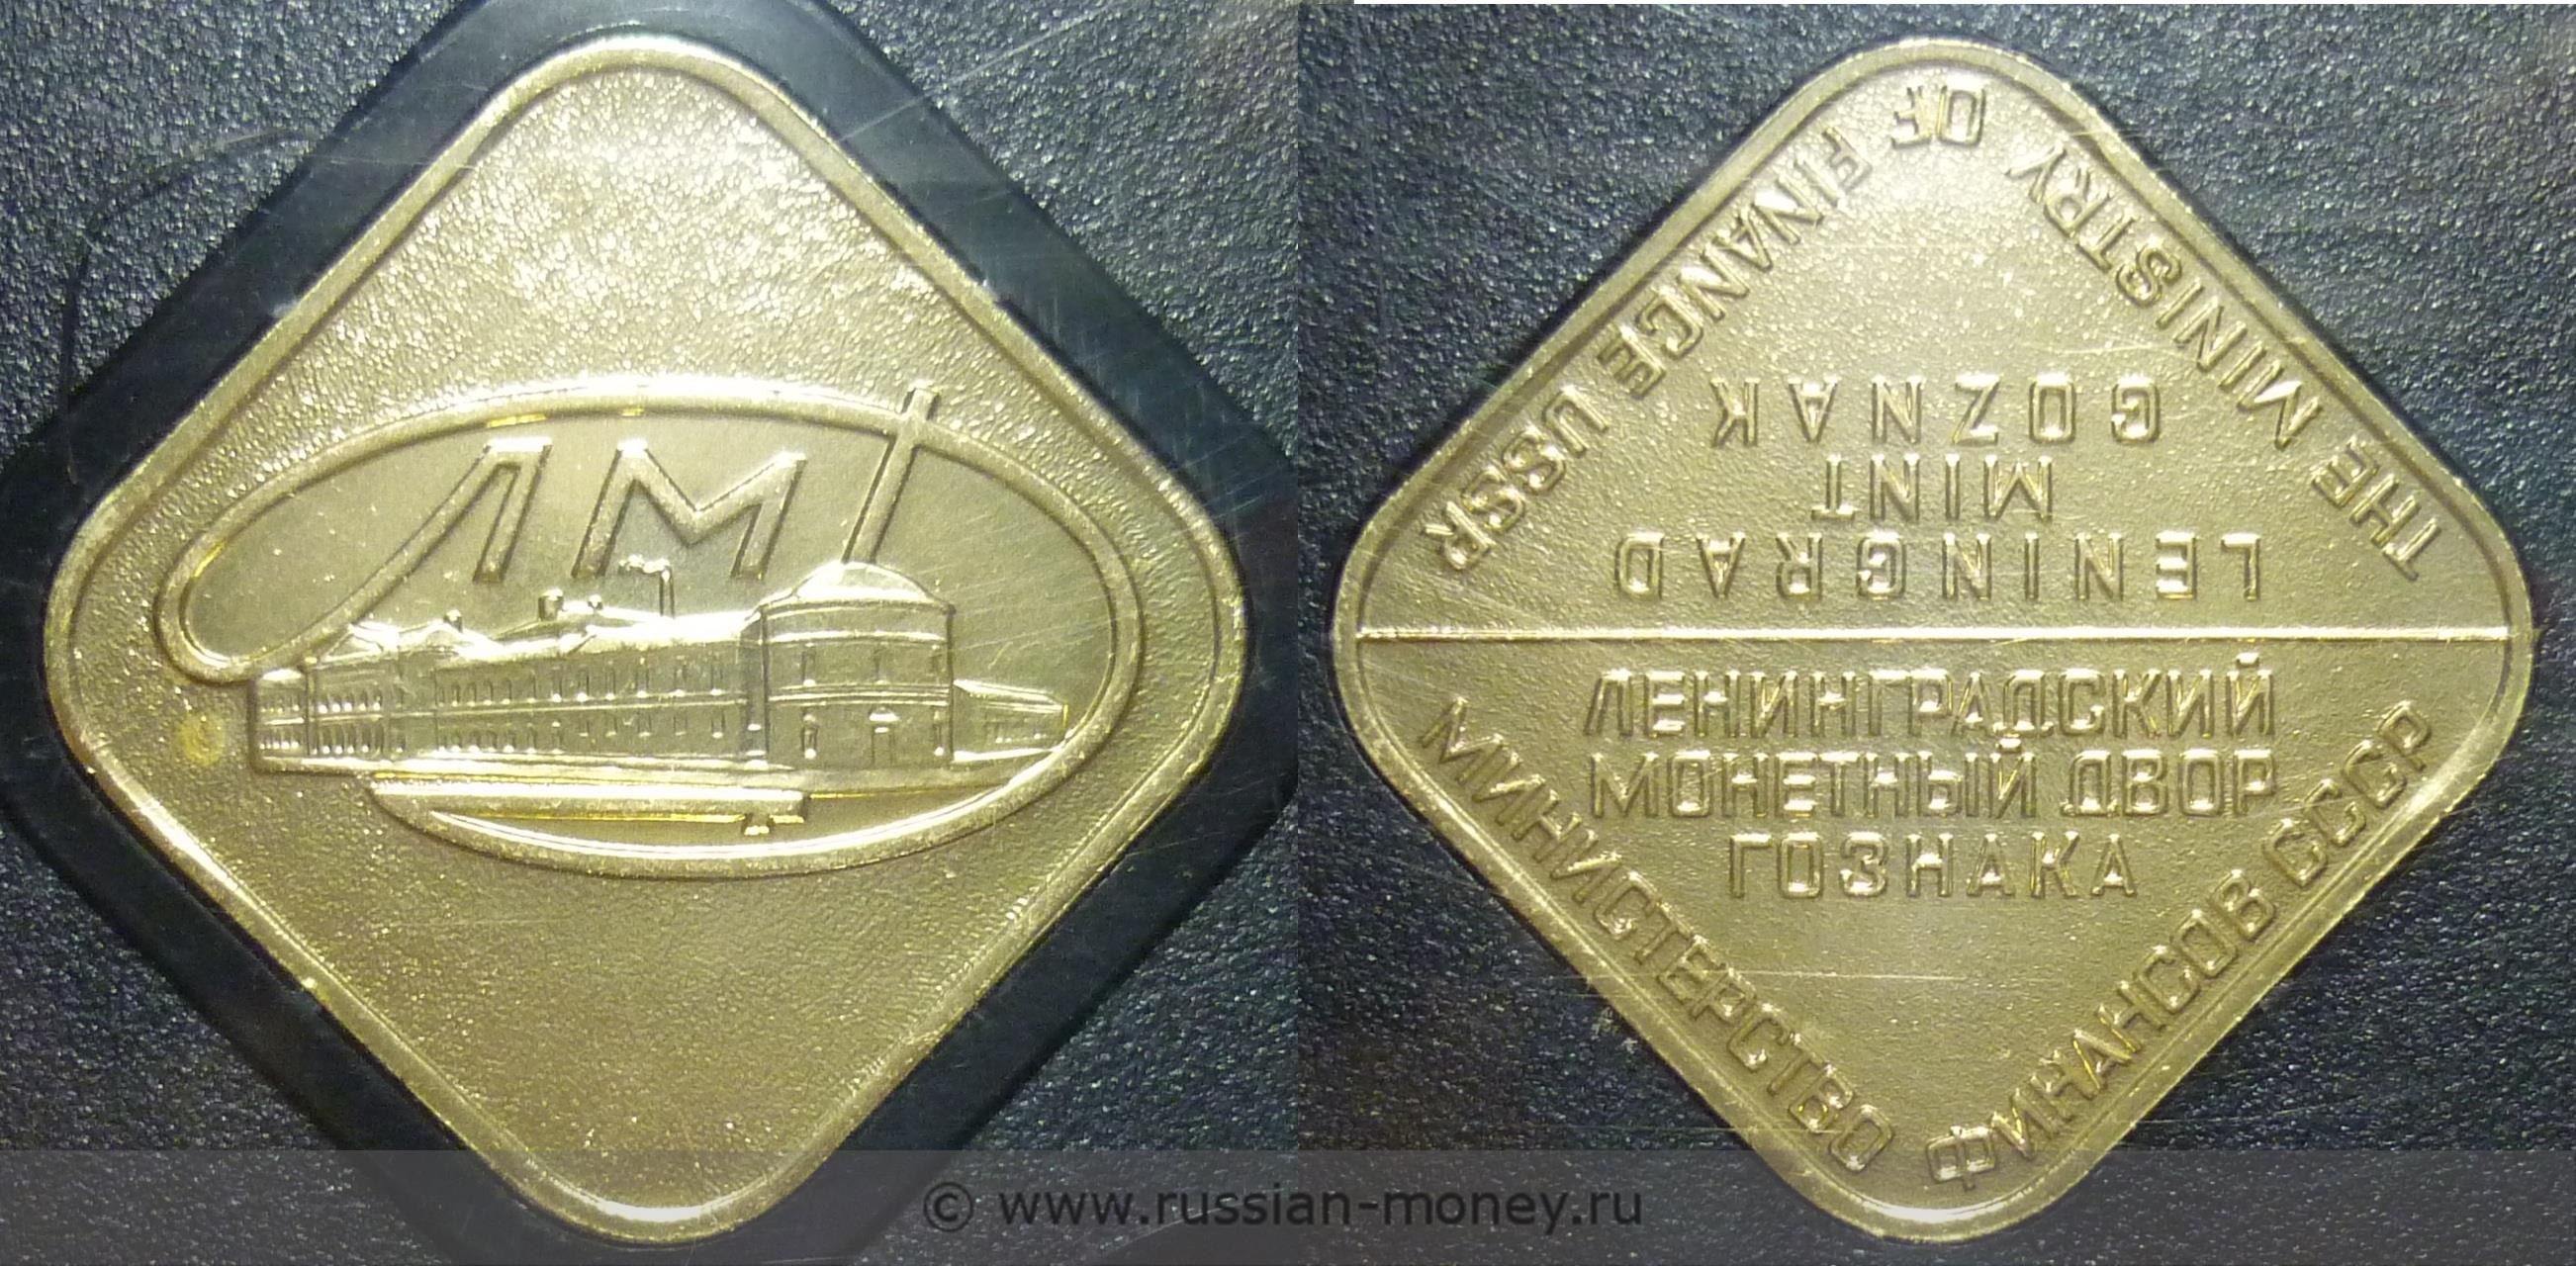 ЛМД
ЛЕНИНГРАДСКИЙ
МОНЕТНЫЙ ДВОР
ГОЗНАКА
МИНИСТЕРСТВО ФИНАНСОВ СССР
LENINGRAD
MINT
GOZNAK
THE MINISTRY OF FINANCE USSR
© www.russian-money.ru